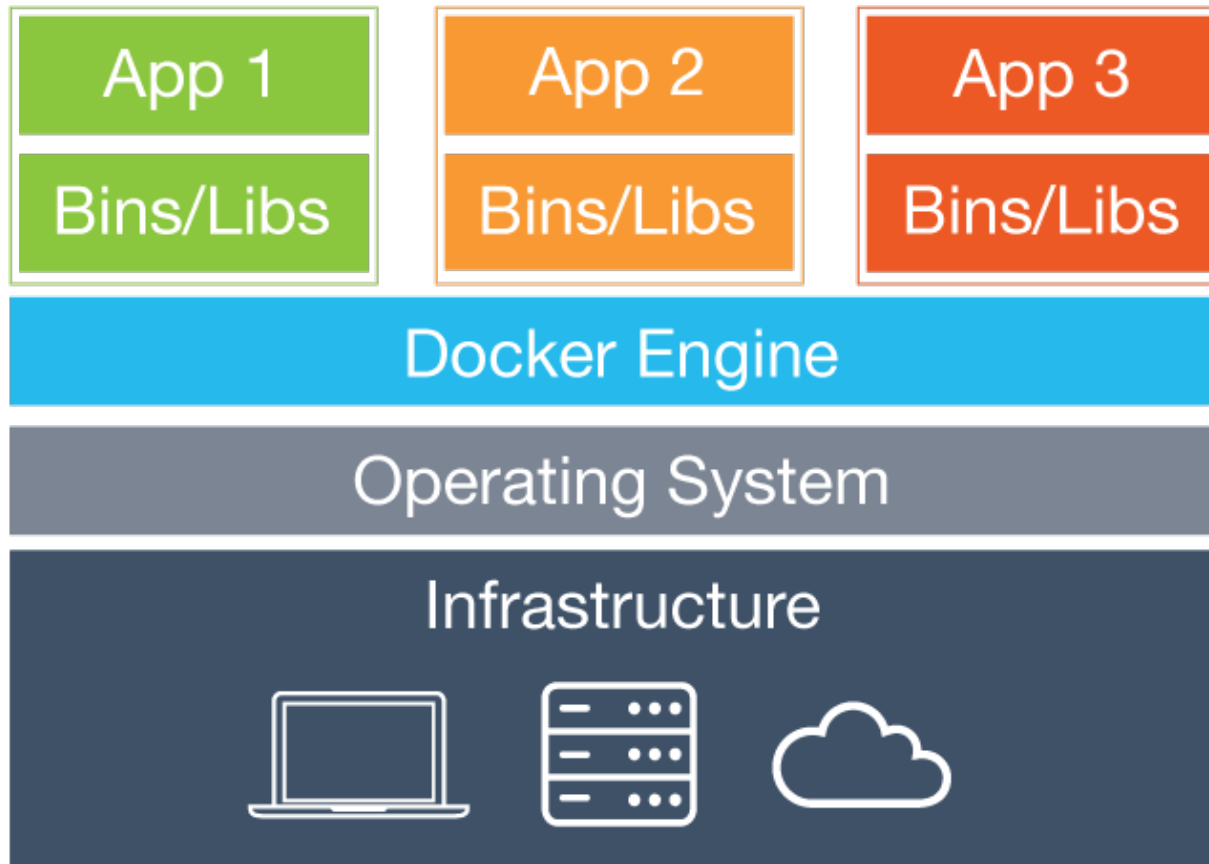 App 1
App 2
App 3
Bins/Libs
Bins/Libs
Bins/Libs
Docker Engine
Operating System
Infrastructure